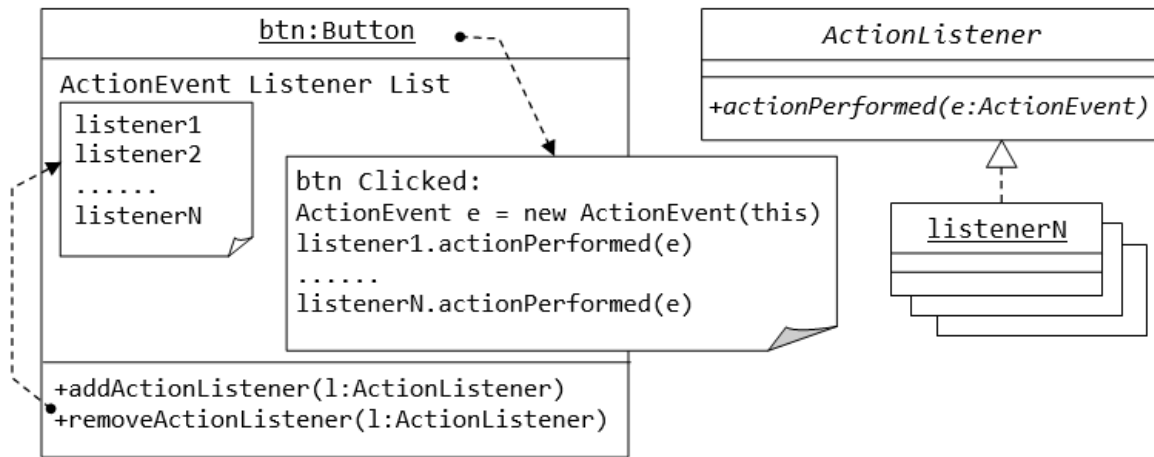 btn:Button
ActionEvent Listener List
listener1
listener2
......
listenerN
btn Clicked:
ActionEvent e = new ActionEvent(this)
listener1.actionPerformed(e)
......
listenerN.actionPerformed(e)
+addActionListener(l:ActionListener)
+removeActionListener(l:ActionListener)
ActionListener
+actionPerformed(e:ActionEvent)
listenerN